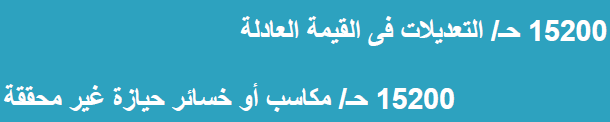 15200 حـ/ التعديلات فى القيمة العادلة
15200 حـ/ مكاسب أو خسائر حيازة غير محققة